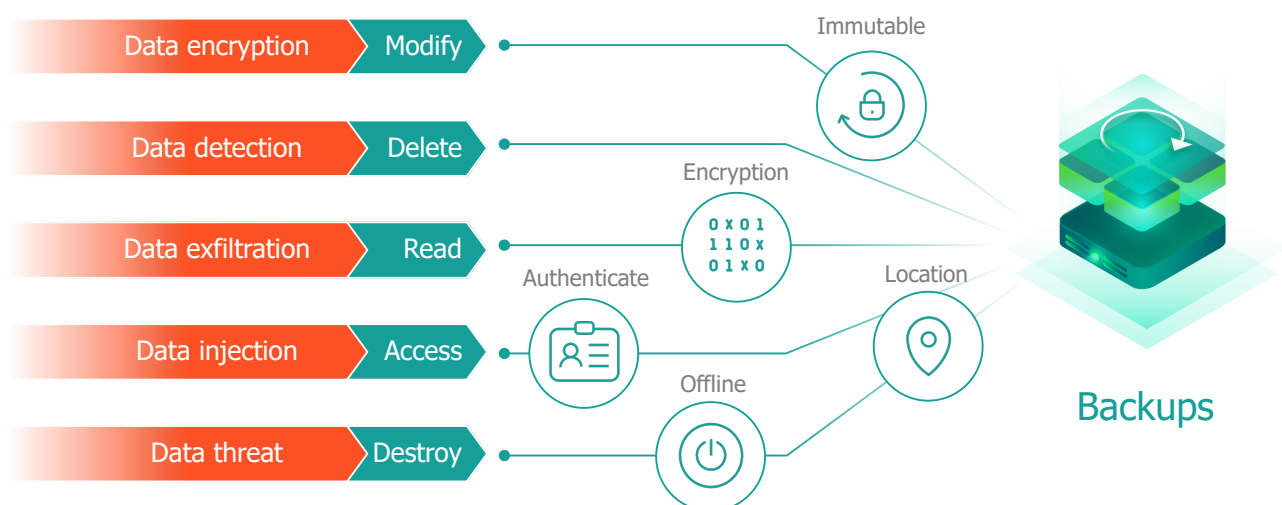 Data encryption Modify
Immutable
Data detection Delete
Encryption
0 X 0 1
1 1 0 X
0 1 X 0
Data exfiltration Read
Authenticate
Location
Data injection Access
Offline
Backups
Data threat Destroy